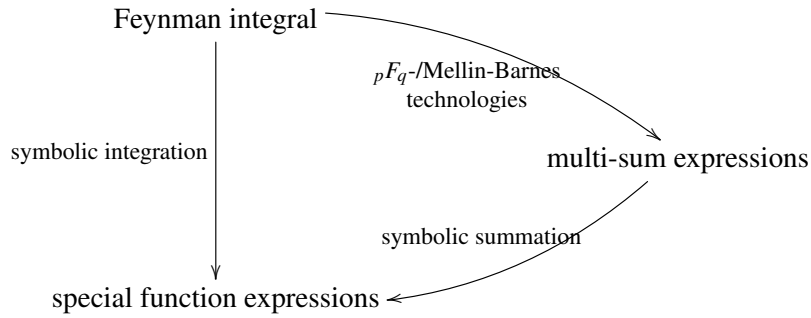 Feynman integral
pFq-/Mellin-Barnes
technologies
symbolic integration
multi-sum expressions
symbolic summation
special function expressions